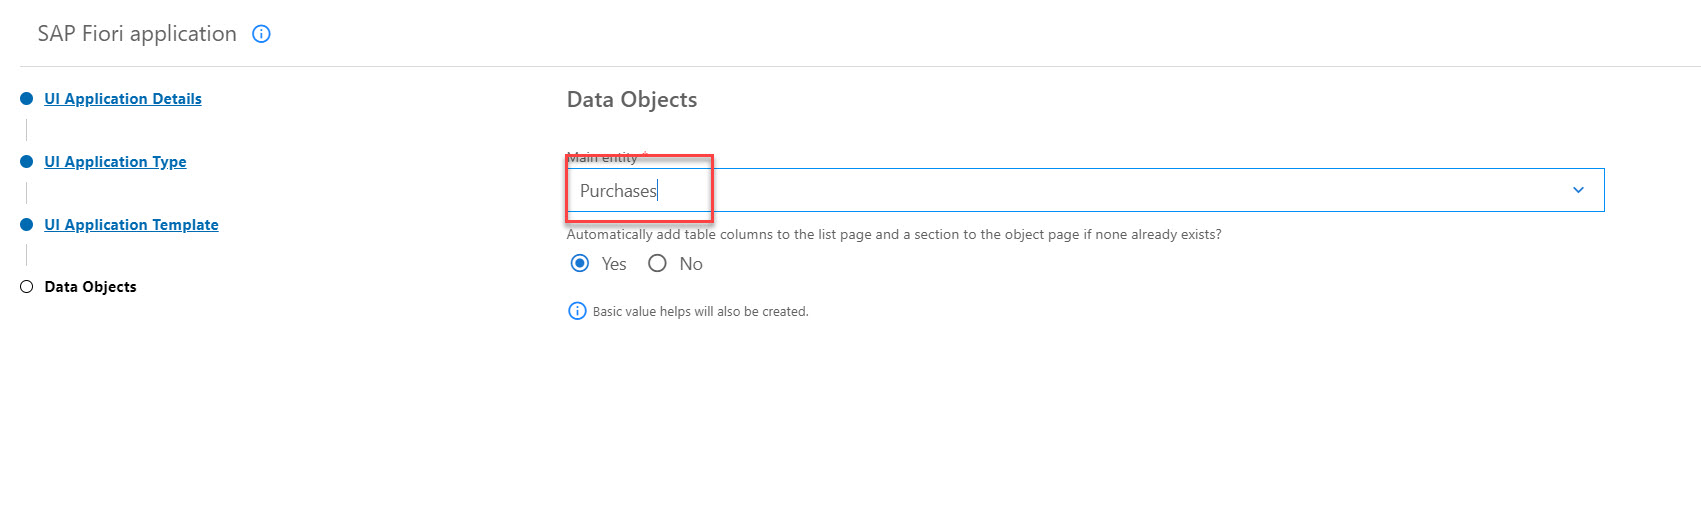 SAP Fiori application
UI Application Details
UI Application Type
UI Application Template
Data Objects
Data Objects
Main entity *
Purchases
Automatically add table columns to the list page and a section to the object page if none already exists?
Yes No
Basic value helps will also be created.